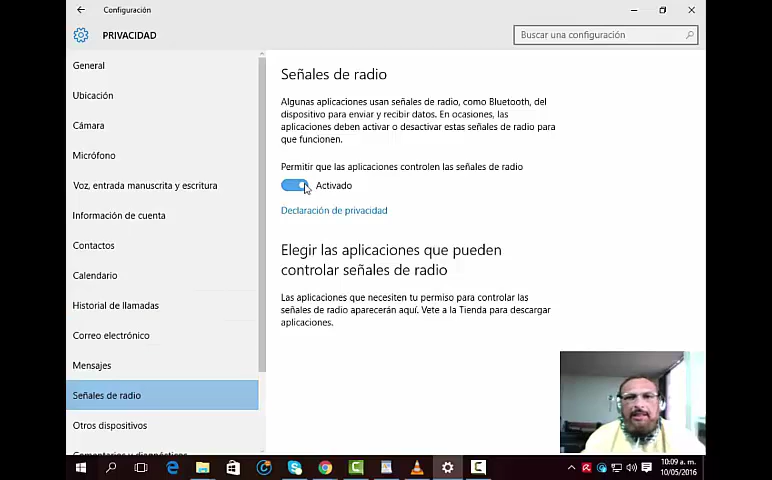 Configuración
PRIVACIDAD
Buscar una configuración
General
Ubicación
Cámara
Micrófono
Voz, entrada manuscrita y escritura
Información de cuenta
Contactos
Calendario
Historial de llamadas
Correo electrónico
Mensajes
Señales de radio
Otros dispositivos
Comentarios y diagnósticos
Señales de radio
Algunas aplicaciones usan señales de radio, como Bluetooth, del
dispositivo para enviar y recibir datos. En ocasiones, las
aplicaciones deben activar o desactivar estas señales de radio para
que funcionen.
Permitir que las aplicaciones controlen las señales de radio
Activado
Declaración de privacidad
Elegir las aplicaciones que pueden
controlar señales de radio
Las aplicaciones que necesiten tu permiso para controlar las
señales de radio aparecerán aquí. Vete a la Tienda para descargar
aplicaciones.
10:09 a. m.
10/05/2016